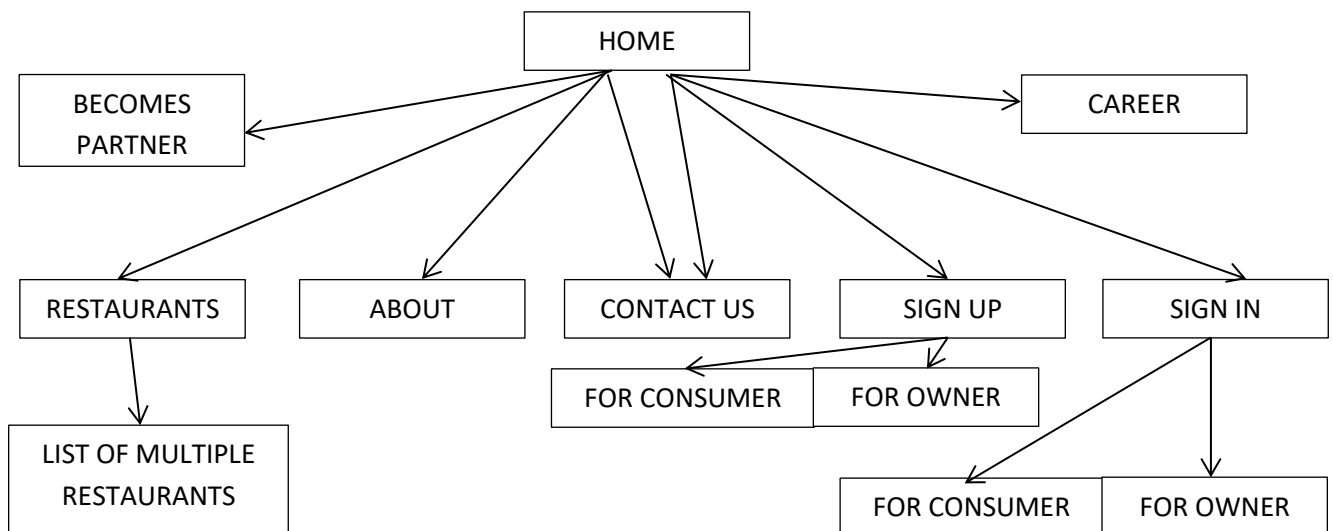 HOME
BECOMES
PARTNER
CAREER
RESTAURANTS
ABOUT
CONTACT US
SIGN UP
SIGN IN
FOR CONSUMER
FOR OWNER
LIST OF MULTIPLE
RESTAURANTS
FOR CONSUMER
FOR OWNER